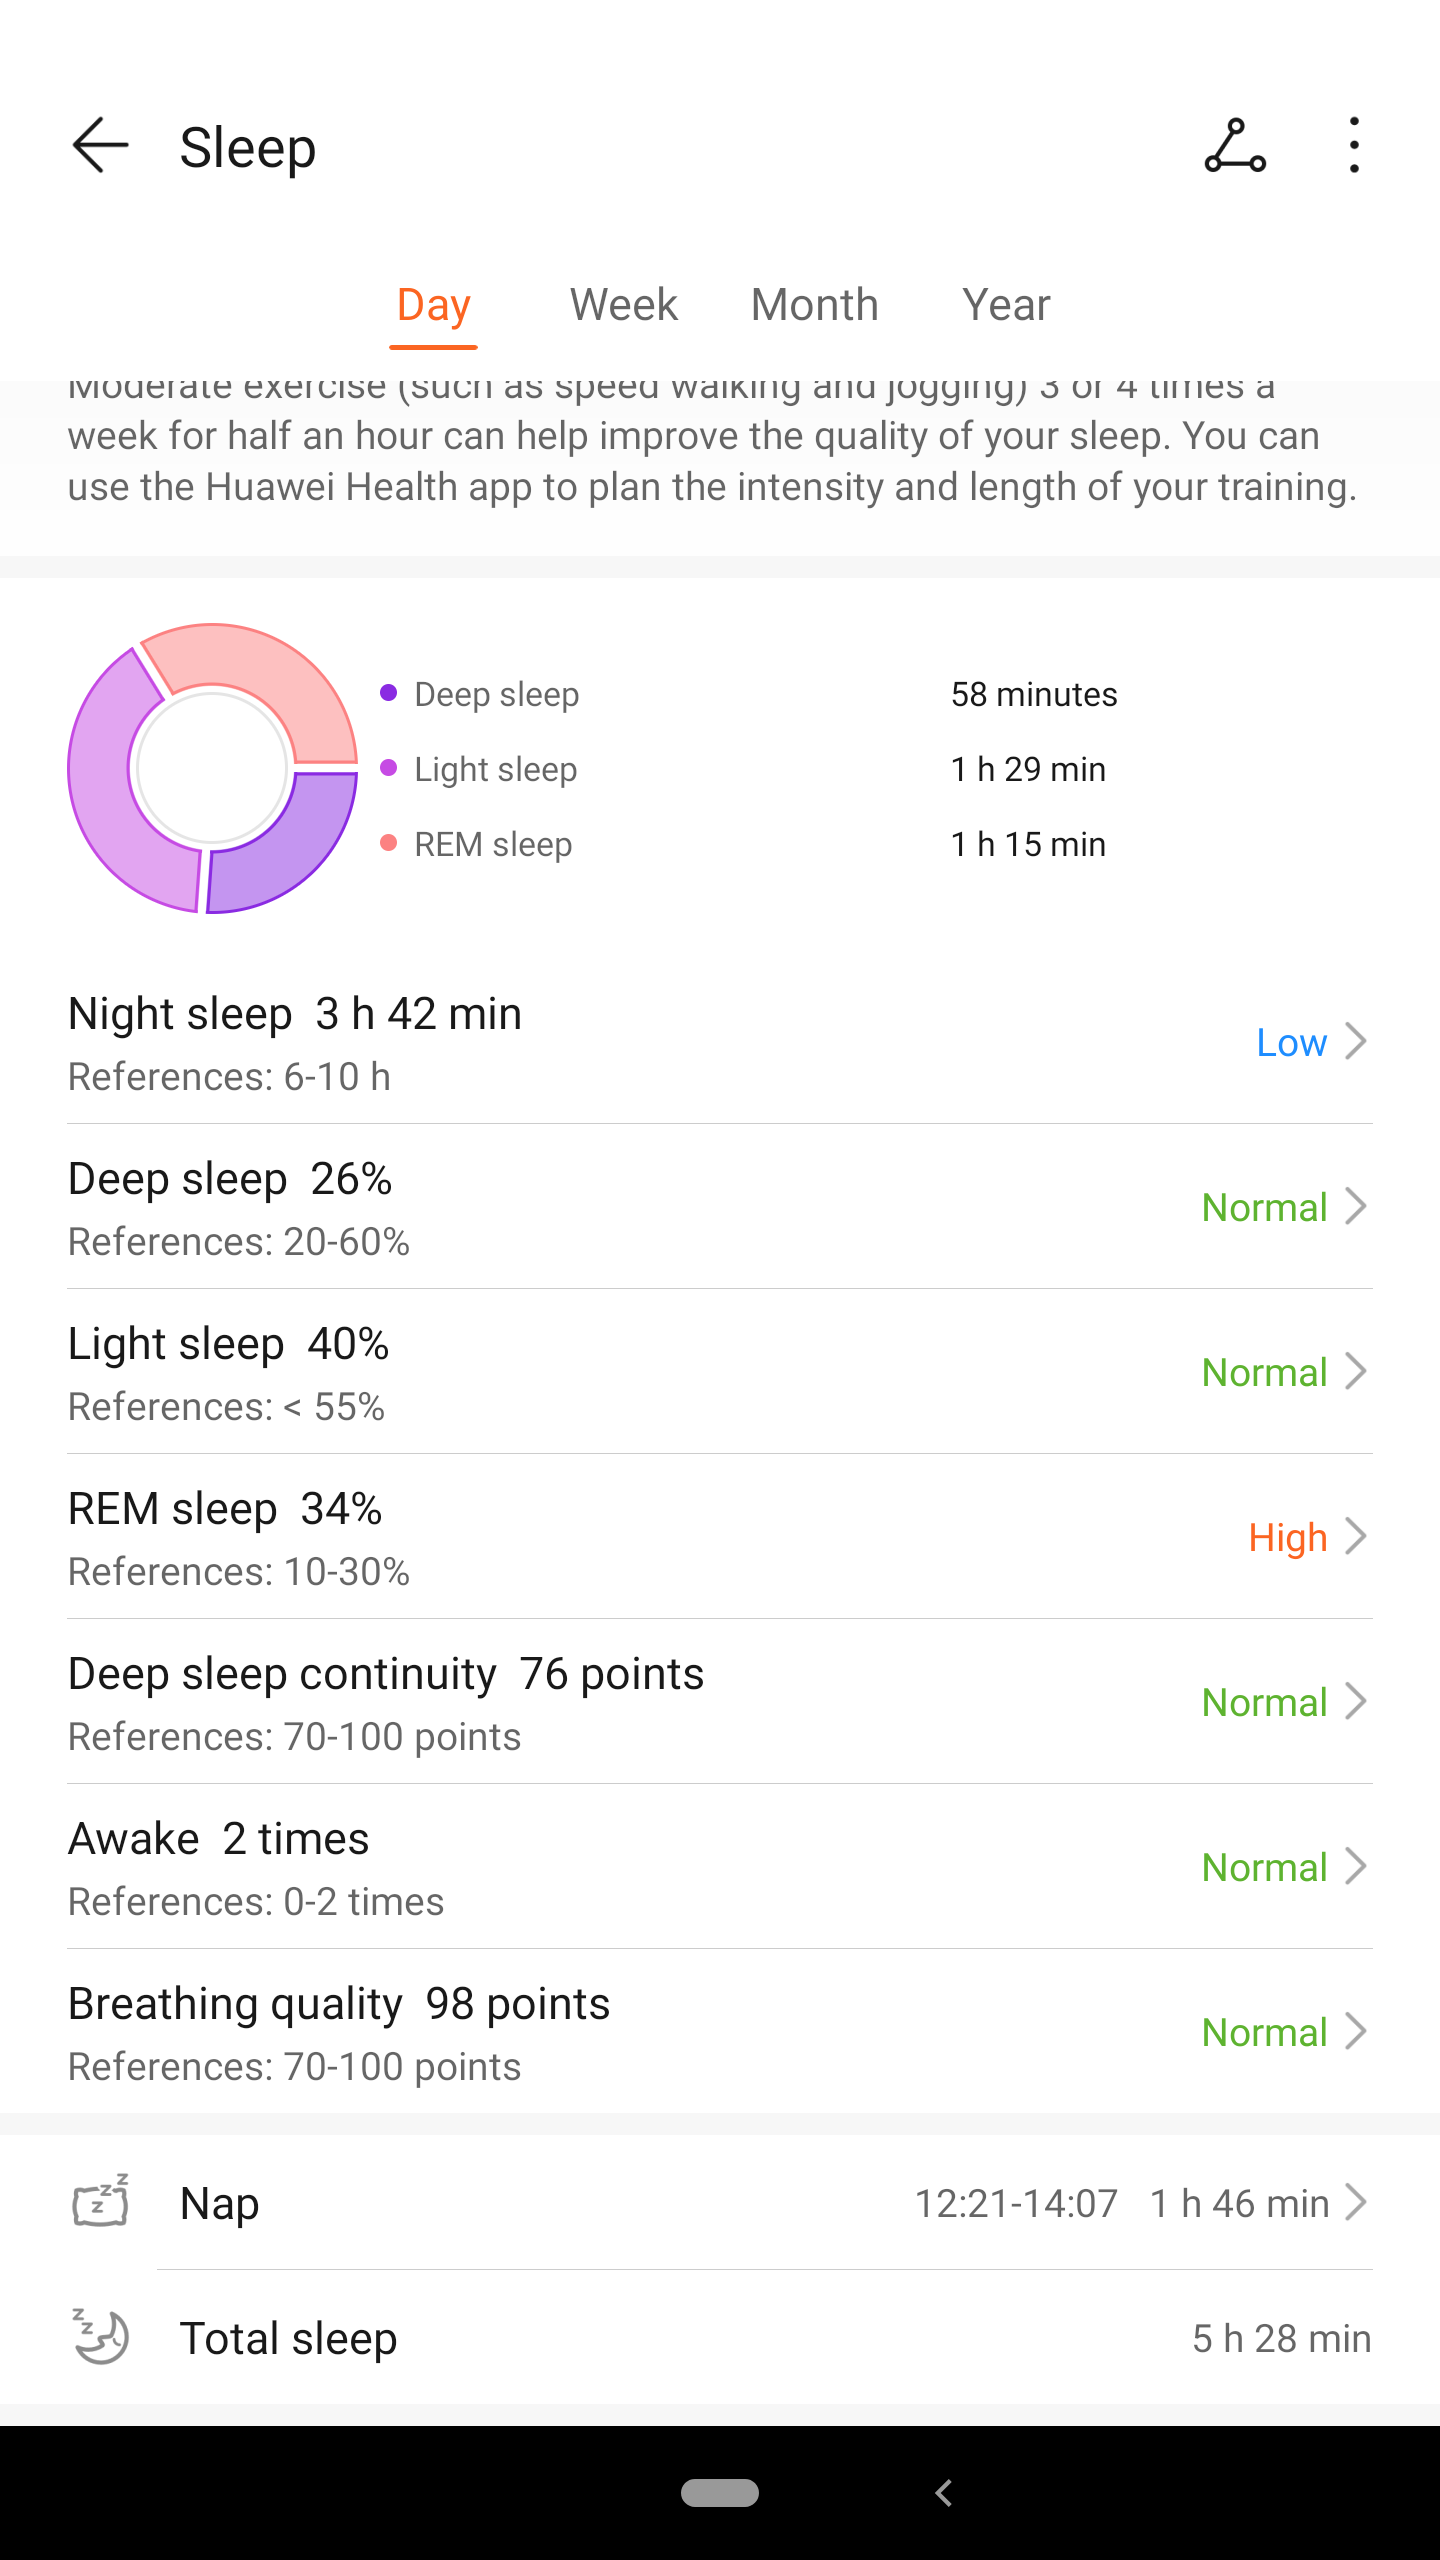 Sleep
Day Week Month Year
Moderate exercise (such as speed walking and jogging) 3 or 4 times a
week for half an hour can help improve the quality of your sleep. You can
use the Huawei Health app to plan the intensity and length of your training.
Deep sleep 58 minutes
Light sleep 1 h 29 min
REM sleep 1 h 15 min
Night sleep 3 h 42 min
Low
References: 6-10 h
Deep sleep 26%
Normal
References: 20-60%
Light sleep 40%
Normal
References: < 55%
REM sleep 34%
High
References: 10-30%
Deep sleep continuity 76 points
Normal
References: 70-100 points
Awake 2 times
Normal
References: 0-2 times
Breathing quality 98 points
Normal
References: 70-100 points
Nap 12:21-14:07 1 h 46 min
Total sleep 5 h 28 min